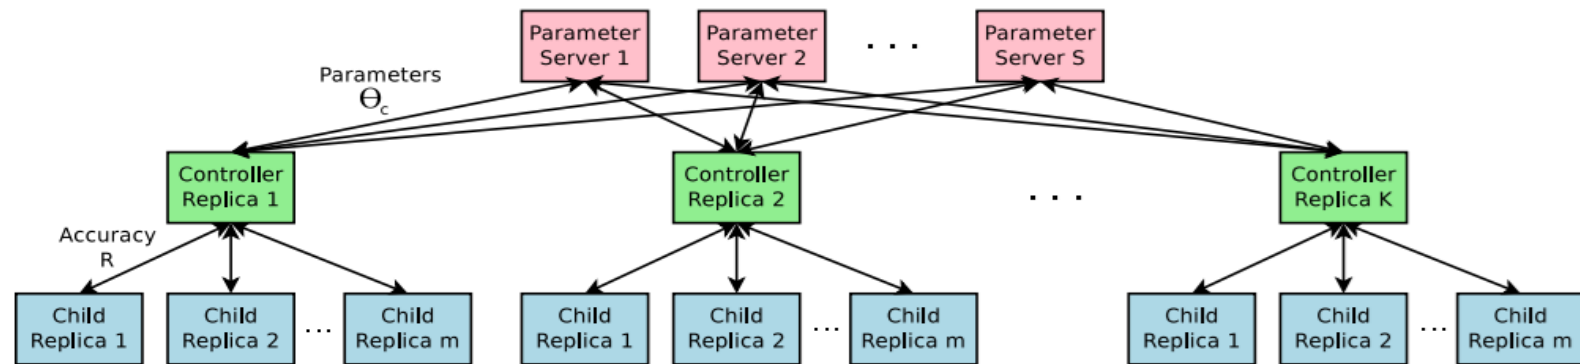 Parameter
Server 1
Parameter
Server 2
. . .
Parameter
Server S
Parameters
Θc
Controller
Replica 1
Controller
Replica 2
. . .
Controller
Replica K
Accuracy
R
Child
Replica 1
Child
Replica 2
...
Child
Replica m
Child
Replica 1
Child
Replica 2
...
Child
Replica m
Child
Replica 1
Child
Replica 2
...
Child
Replica m